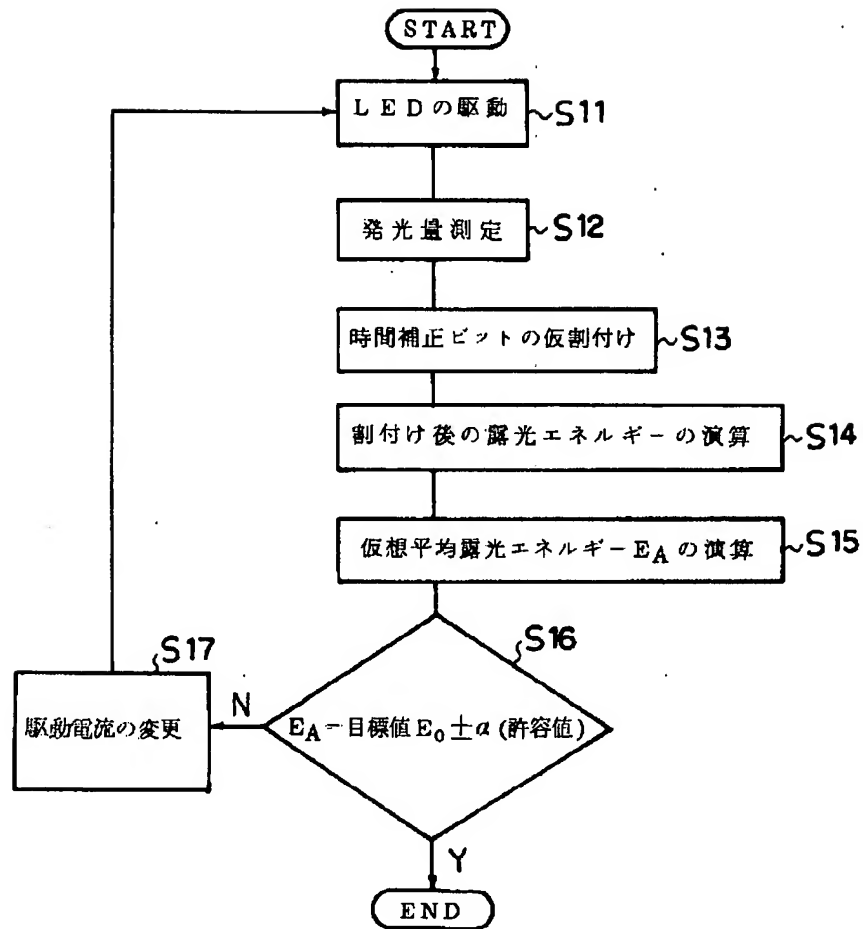 START
LEDの駆動
S11
発光量測定
S12
時間補正ビットの仮割付け
S13
割付け後の露光エネルギーの演算
S14
仮想平均露光エネルギーEAの演算
S15
S16
EA=目標値E0±α(許容値)
S17
駆動電流の変更
N
Y
END